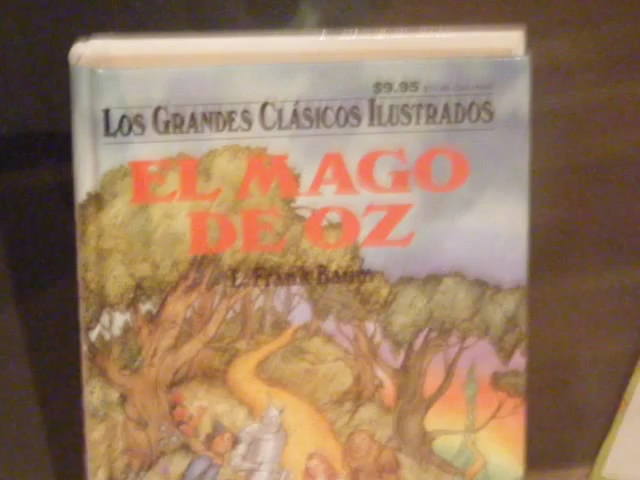 $9.95
LOS GRANDES CLÁSICOS ILUSTRADOS
EL MAGO
DE OZ
L. FRANK BAUM